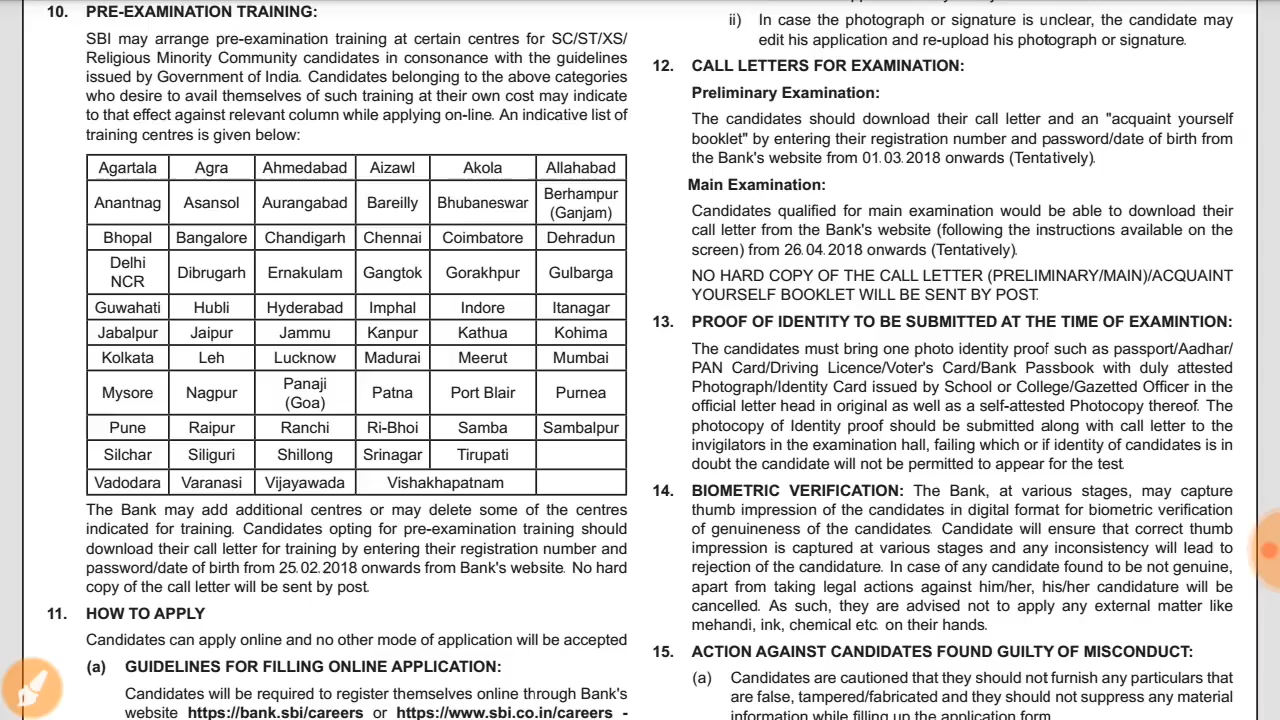 10. PRE-EXAMINATION TRAINING:
SBI may arrange pre-examination training at certain centres for SC/ST/XS/
Religious Minority Community candidates in consonance with the guidelines
issued by Government of India. Candidates belonging to the above categories
who desire to avail themselves of such training at their own cost may indicate
to that effect against relevant column while applying on-line. An indicative list of
training centres is given below:
Agartala Agra Ahmedabad Aizawl Akola Allahabad
Anantnag Asansol Aurangabad Bareilly Bhubaneswar Berhampur
(Ganjam)
Bhopal Bangalore Chandigarh Chennai Coimbatore Dehradun
Delhi
NCR Dibrugarh Ernakulam Gangtok Gorakhpur Gulbarga
Guwahati Hubli Hyderabad Imphal Indore Itanagar
Jabalpur Jaipur Jammu Kanpur Kathua Kohima
Kolkata Leh Lucknow Madurai Meerut Mumbai
Mysore Nagpur Panaji
(Goa) Patna Port Blair Purnea
Pune Raipur Ranchi Ri-Bhoi Samba Sambalpur
Silchar Siliguri Shillong Srinagar Tirupati
Vadodara Varanasi Vijayawada Vishakhapatnam
The Bank may add additional centres or may delete some of the centres
indicated for training. Candidates opting for pre-examination training should
download their call letter for training by entering their registration number and
password/date of birth from 25.02.2018 onwards from Bank's website. No hard
copy of the call letter will be sent by post.
11. HOW TO APPLY
Candidates can apply online and no other mode of application will be accepted
(a) GUIDELINES FOR FILLING ONLINE APPLICATION:
Candidates will be required to register themselves online through Bank's
website https://bank.sbi/careers or https://www.sbi.co.in/careers -
ii) In case the photograph or signature is unclear, the candidate may
edit his application and re-upload his photograph or signature.
12. CALL LETTERS FOR EXAMINATION:
Preliminary Examination:
The candidates should download their call letter and an "acquaint yourself
booklet" by entering their registration number and password/date of birth from
the Bank's website from 01.03.2018 onwards (Tentatively).
Main Examination:
Candidates qualified for main examination would be able to download their
call letter from the Bank's website (following the instructions available on the
screen) from 26.04.2018 onwards (Tentatively).
NO HARD COPY OF THE CALL LETTER (PRELIMINARY/MAIN)/ACQUAINT
YOURSELF BOOKLET WILL BE SENT BY POST.
13. PROOF OF IDENTITY TO BE SUBMITTED AT THE TIME OF EXAMINTION:
The candidates must bring one photo identity proof such as passport/Aadhar/
PAN Card/Driving Licence/Voter's Card/Bank Passbook with duly attested
Photograph/Identity Card issued by School or College/Gazetted Officer in the
official letter head in original as well as a self-attested Photocopy thereof. The
photocopy of Identity proof should be submitted along with call letter to the
invigilators in the examination hall, failing which or if identity of candidates is in
doubt the candidate will not be permitted to appear for the test.
14. BIOMETRIC VERIFICATION: The Bank, at various stages, may capture
thumb impression of the candidates in digital format for biometric verification
of genuineness of the candidates. Candidate will ensure that correct thumb
impression is captured at various stages and any inconsistency will lead to
rejection of the candidature. In case of any candidate found to be not genuine,
apart from taking legal actions against him/her, his/her candidature will be
cancelled. As such, they are advised not to apply any external matter like
mehandi, ink, chemical etc. on their hands.
15. ACTION AGAINST CANDIDATES FOUND GUILTY OF MISCONDUCT:
(a) Candidates are cautioned that they should not furnish any particulars that
are false, tampered/fabricated and they should not suppress any material
information while filling up the application form.